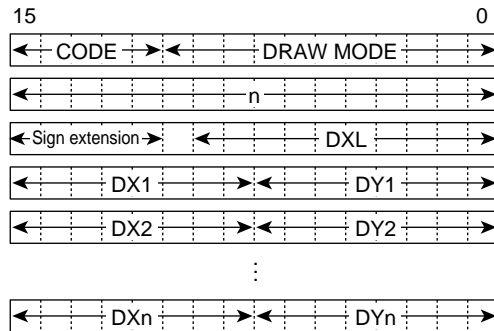 15 0
CODE DRAW MODE
n
Sign extension DXL
DX1 DY1
DX2 DY2
⋮
DXn DYn